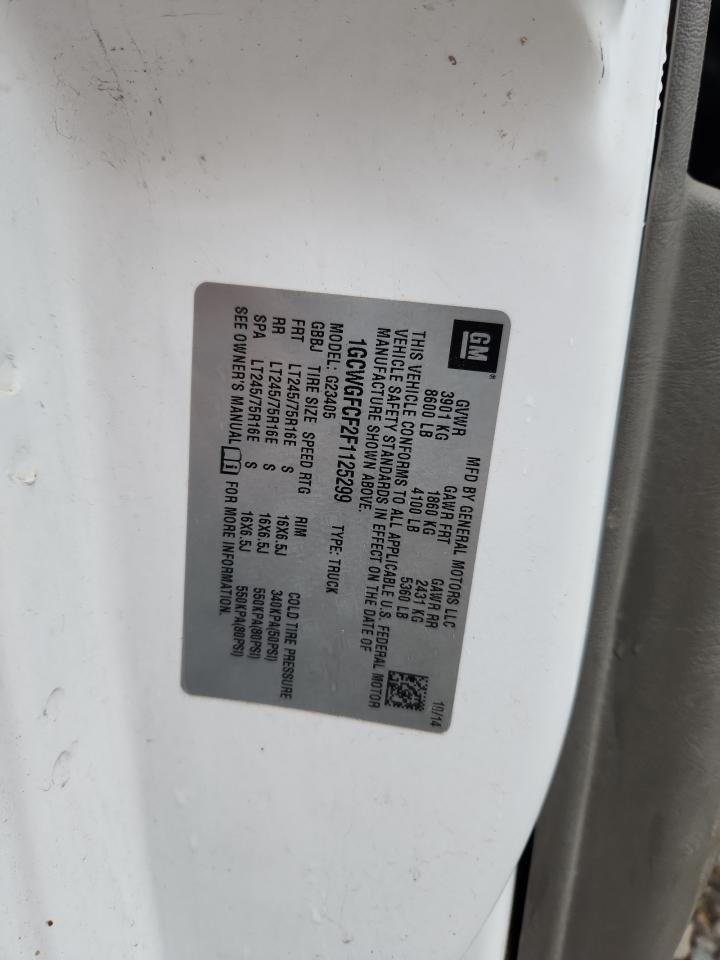 GM®
MFD BY GENERAL MOTORS LLC 10/14
GVWR GAWR FRT GAWR RR
3901 KG 1860 KG 2431 KG
8600 LB 4100 LB 5360 LB
THIS VEHICLE CONFORMS TO ALL APPLICABLE U.S. FEDERAL MOTOR
VEHICLE SAFETY STANDARDS IN EFFECT ON THE DATE OF
MANUFACTURE SHOWN ABOVE.
1GCWGFCF2F1125299 TYPE: TRUCK
MODEL: G23405
GBBJ TIRE SIZE SPEED RTG RIM COLD TIRE PRESSURE
FRT LT245/75R16E S 16X6.5J 340KPA(50PSI)
RR LT245/75R16E S 16X6.5J 550KPA(80PSI)
SPA LT245/75R16E S 16X6.5J 550KPA(80PSI)
SEE OWNER'S MANUAL FOR MORE INFORMATION.